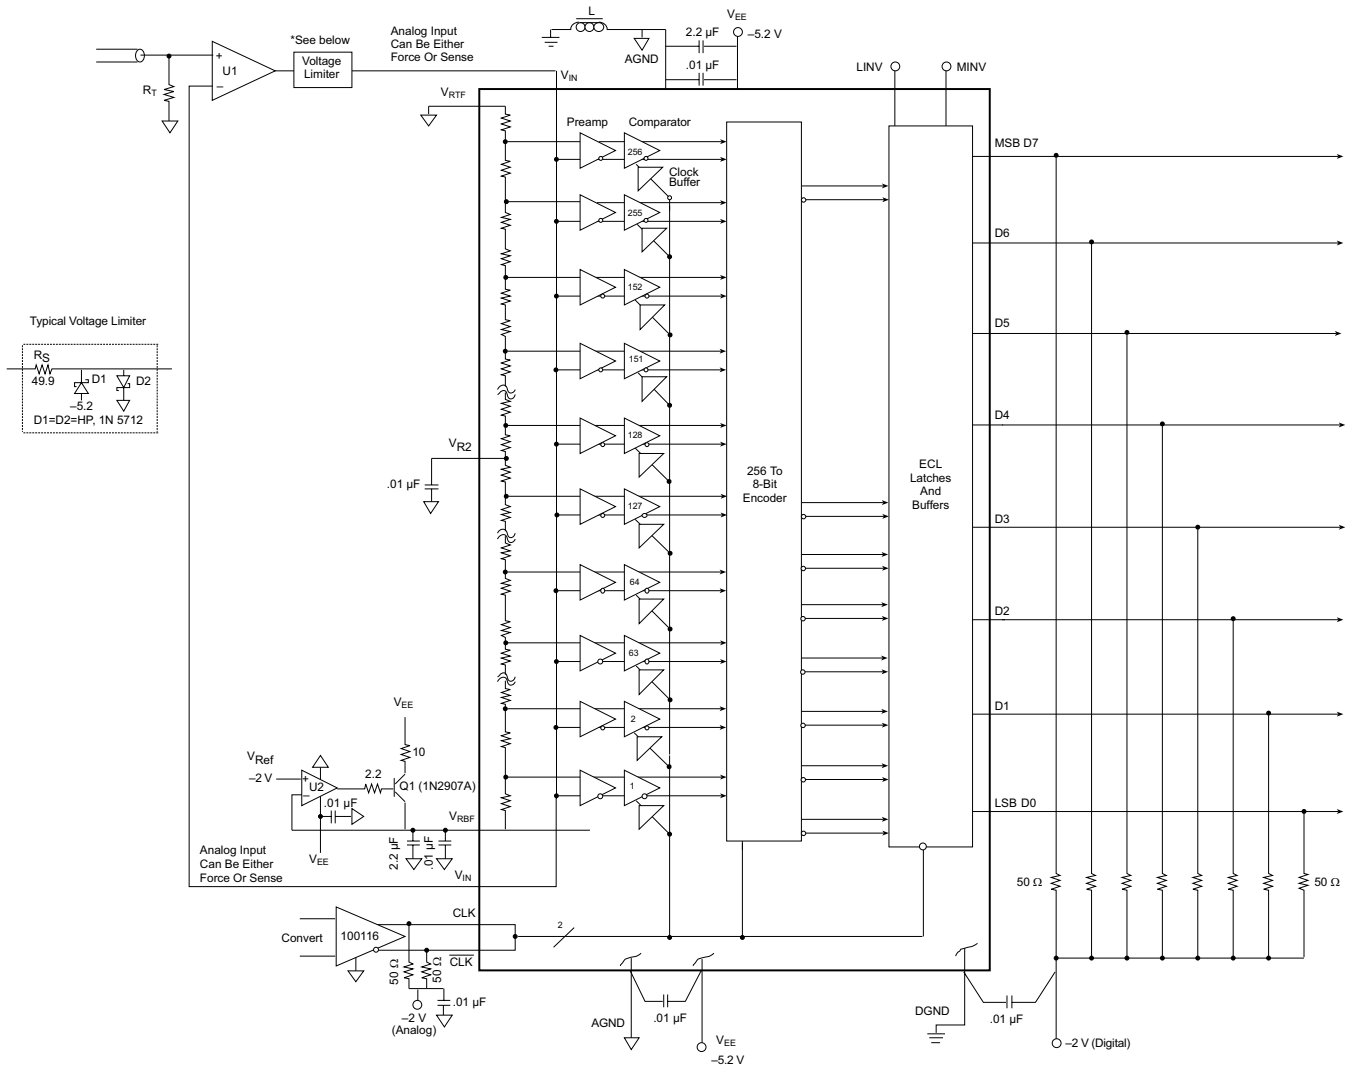 L
VEE
–5.2 V
2.2 µF
.01 µF
AGND
*See below
Voltage
Limiter
Analog Input
Can Be Either
Force Or Sense
U1
+
–
RT
VIN
VRTF
LINV
MINV
Preamp
Comparator
256
Clock
Buffer
255
152
151
128
127
64
63
2
1
256 To
8-Bit
Encoder
ECL
Latches
And
Buffers
MSB D7
D6
D5
D4
D3
D2
D1
LSB D0
50 Ω
50 Ω
Typical Voltage Limiter
RS
49.9
D1
D2
–5.2
D1=D2=HP, 1N 5712
VR2
.01 µF
VEE
10
VRef
–2 V
+
–
U2
2.2
Q1 (1N2907A)
.01 µF
VEE
VRBF
2.2 µF
.01 µF
Analog Input
Can Be Either
Force Or Sense
VIN
Convert
100116
CLK
CLK
2
50 Ω
50 Ω
.01 µF
–2 V
(Analog)
AGND
.01 µF
VEE
–5.2 V
DGND
.01 µF
–2 V (Digital)